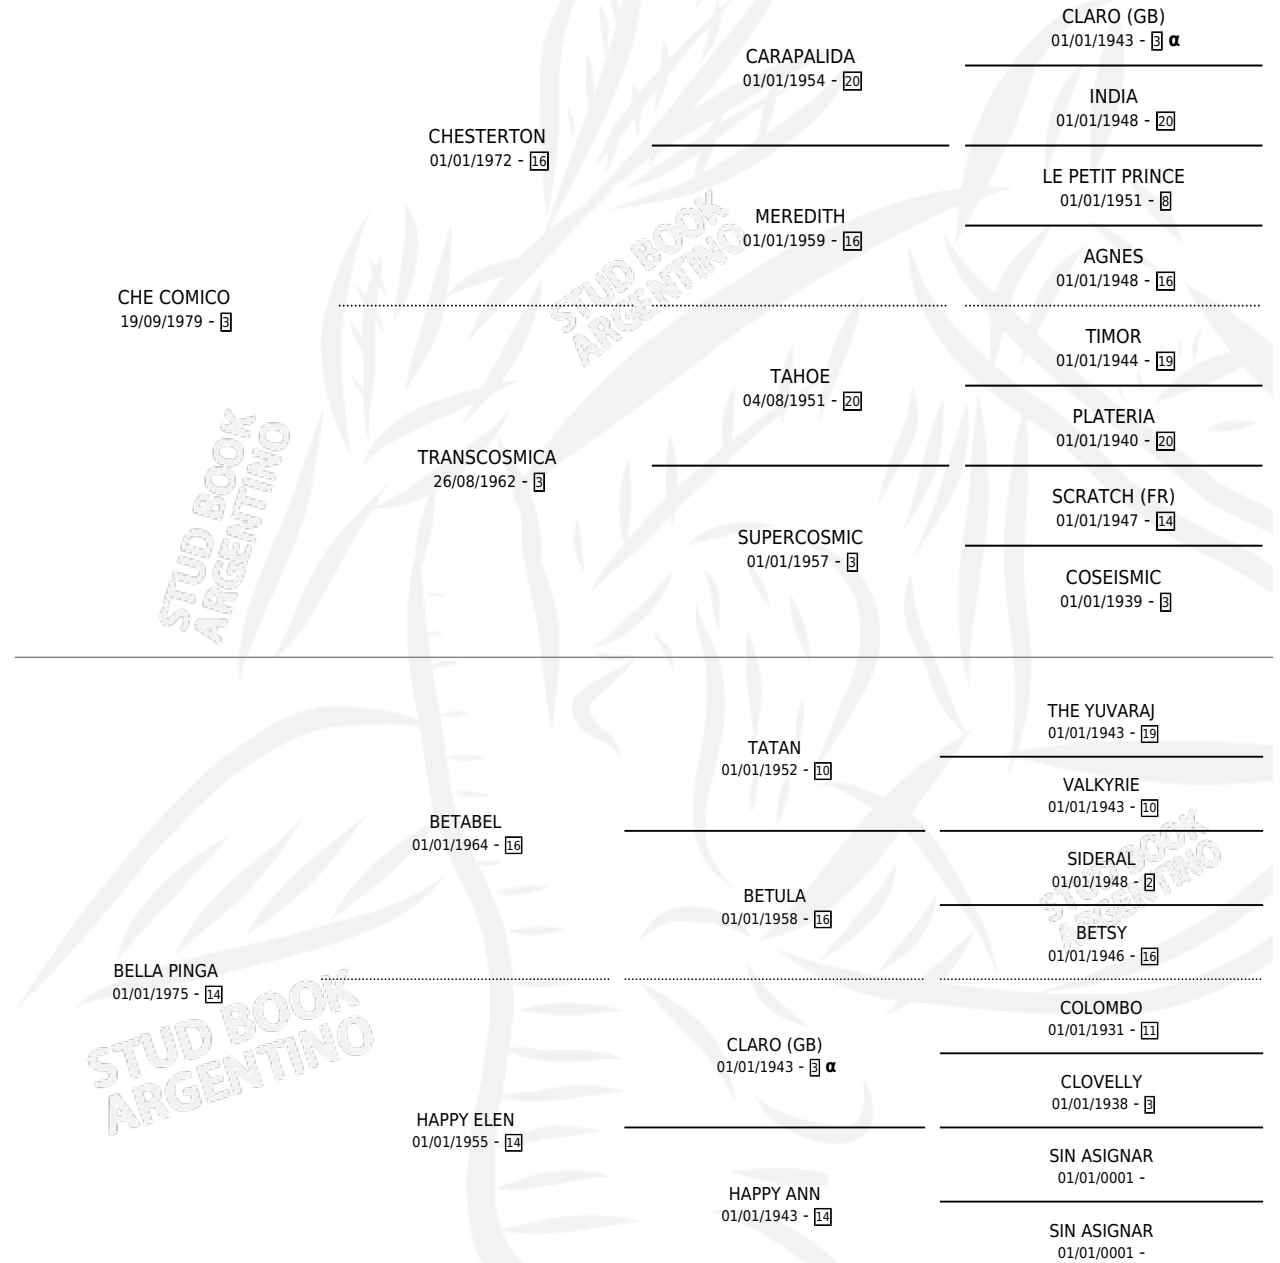 CLARO (GB)
01/01/1943 - 3 α
CARAPALIDA
01/01/1954 - 20
INDIA
01/01/1948 - 20
CHESTERTON
01/01/1972 - 16
LE PETIT PRINCE
01/01/1951 - 8
MEREDITH
01/01/1959 - 16
AGNES
01/01/1948 - 16
CHE COMICO
19/09/1979 - 3
TIMOR
01/01/1944 - 19
TAHOE
04/08/1951 - 20
PLATERIA
01/01/1940 - 20
TRANSCOSMICA
26/08/1962 - 3
SCRATCH (FR)
01/01/1947 - 14
SUPERCOSMIC
01/01/1957 - 3
COSEISMIC
01/01/1939 - 3
THE YUVARAJ
01/01/1943 - 19
TATAN
01/01/1952 - 10
VALKYRIE
01/01/1943 - 10
BETABEL
01/01/1964 - 16
SIDERAL
01/01/1948 - 2
BETULA
01/01/1958 - 16
BETSY
01/01/1946 - 16
BELLA PINGA
01/01/1975 - 14
COLOMBO
01/01/1931 - 11
CLARO (GB)
01/01/1943 - 3 α
CLOVELLY
01/01/1938 - 3
HAPPY ELEN
01/01/1955 - 14
SIN ASIGNAR
01/01/0001 -
HAPPY ANN
01/01/1943 - 14
SIN ASIGNAR
01/01/0001 -
STUD BOOK
ARGENTINO
STUD BOOK
ARGENTINO
STUD BOOK
ARGENTINO
STUD BOOK
ARGENTINO